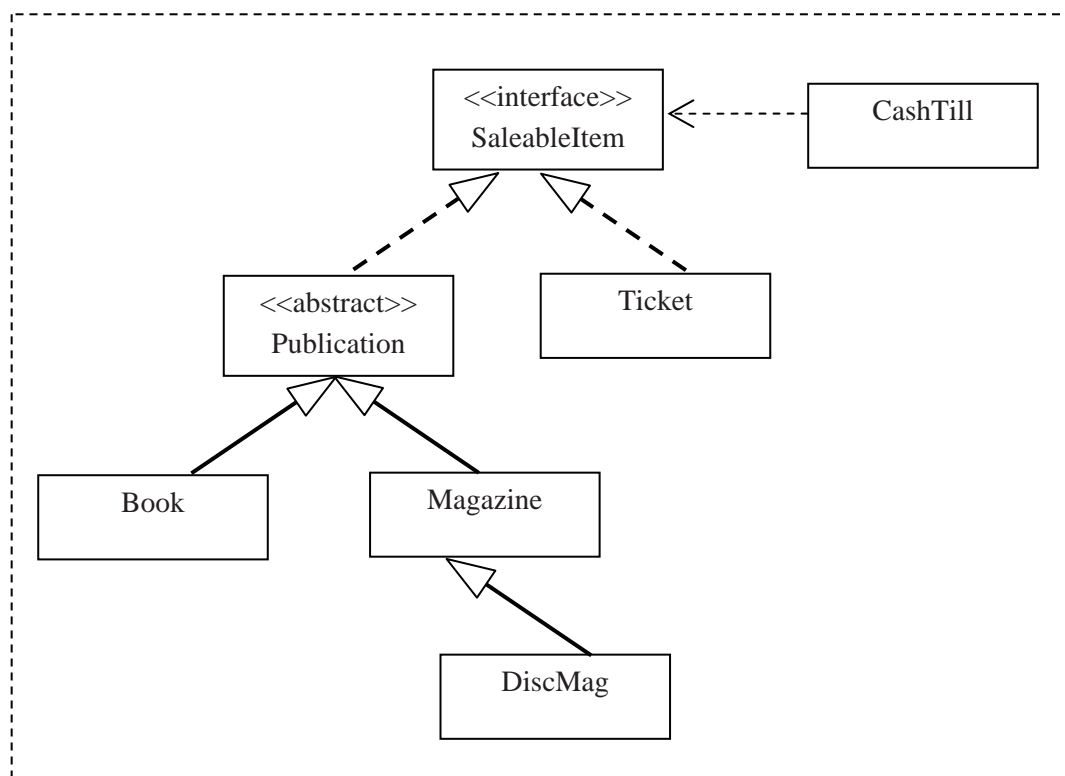 <<interface>>
SaleableItem
CashTill
<<abstract>>
Publication
Ticket
Book
Magazine
DiscMag